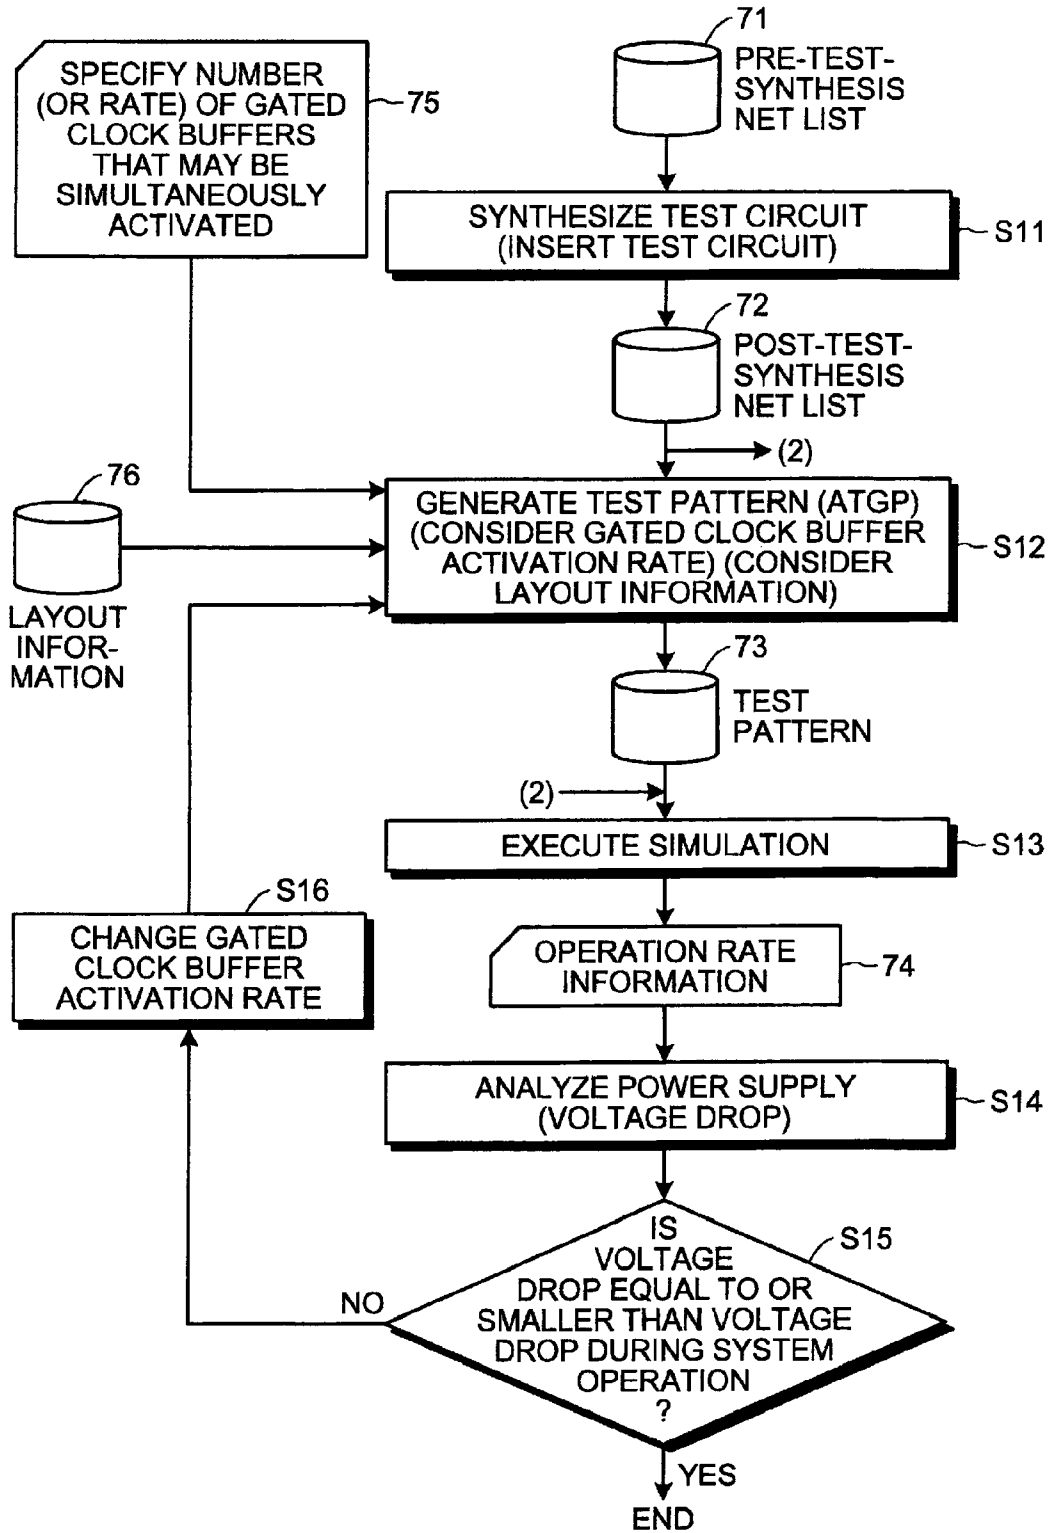 71
PRE-TEST-
SYNTHESIS
NET LIST
SPECIFY NUMBER
(OR RATE) OF GATED
CLOCK BUFFERS
THAT MAY BE
SIMULTANEOUSLY
ACTIVATED
75
SYNTHESIZE TEST CIRCUIT
(INSERT TEST CIRCUIT)
S11
72
POST-TEST-
SYNTHESIS
NET LIST
(2)
76
LAYOUT
INFOR-
MATION
GENERATE TEST PATTERN (ATGP)
(CONSIDER GATED CLOCK BUFFER
ACTIVATION RATE) (CONSIDER
LAYOUT INFORMATION)
S12
73
TEST
PATTERN
(2)
EXECUTE SIMULATION
S13
S16
CHANGE GATED
CLOCK BUFFER
ACTIVATION RATE
OPERATION RATE
INFORMATION
74
ANALYZE POWER SUPPLY
(VOLTAGE DROP)
S14
IS
VOLTAGE
DROP EQUAL TO OR
SMALLER THAN VOLTAGE
DROP DURING SYSTEM
OPERATION
?
S15
NO
YES
END